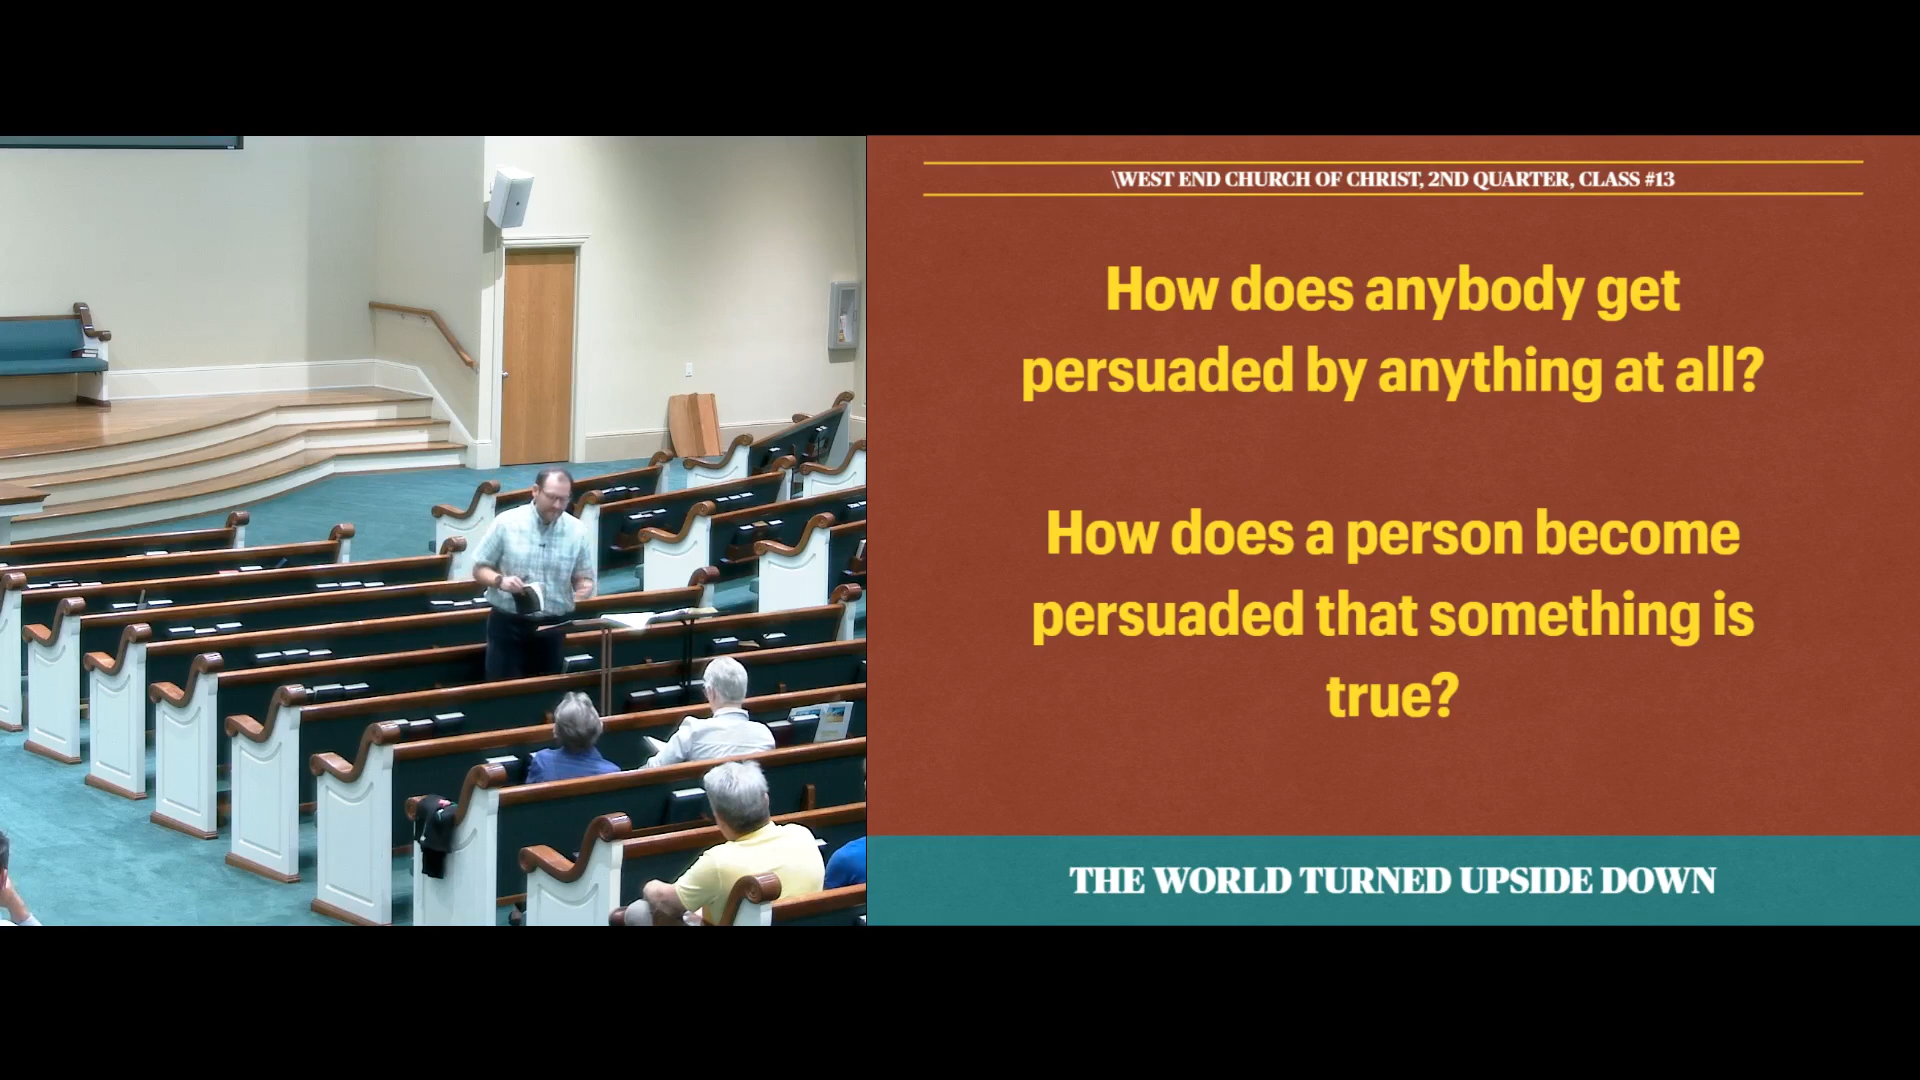 \WEST END CHURCH OF CHRIST, 2ND QUARTER, CLASS #13
How does anybody get
persuaded by anything at all?
How does a person become
persuaded that something is
true?
THE WORLD TURNED UPSIDE DOWN